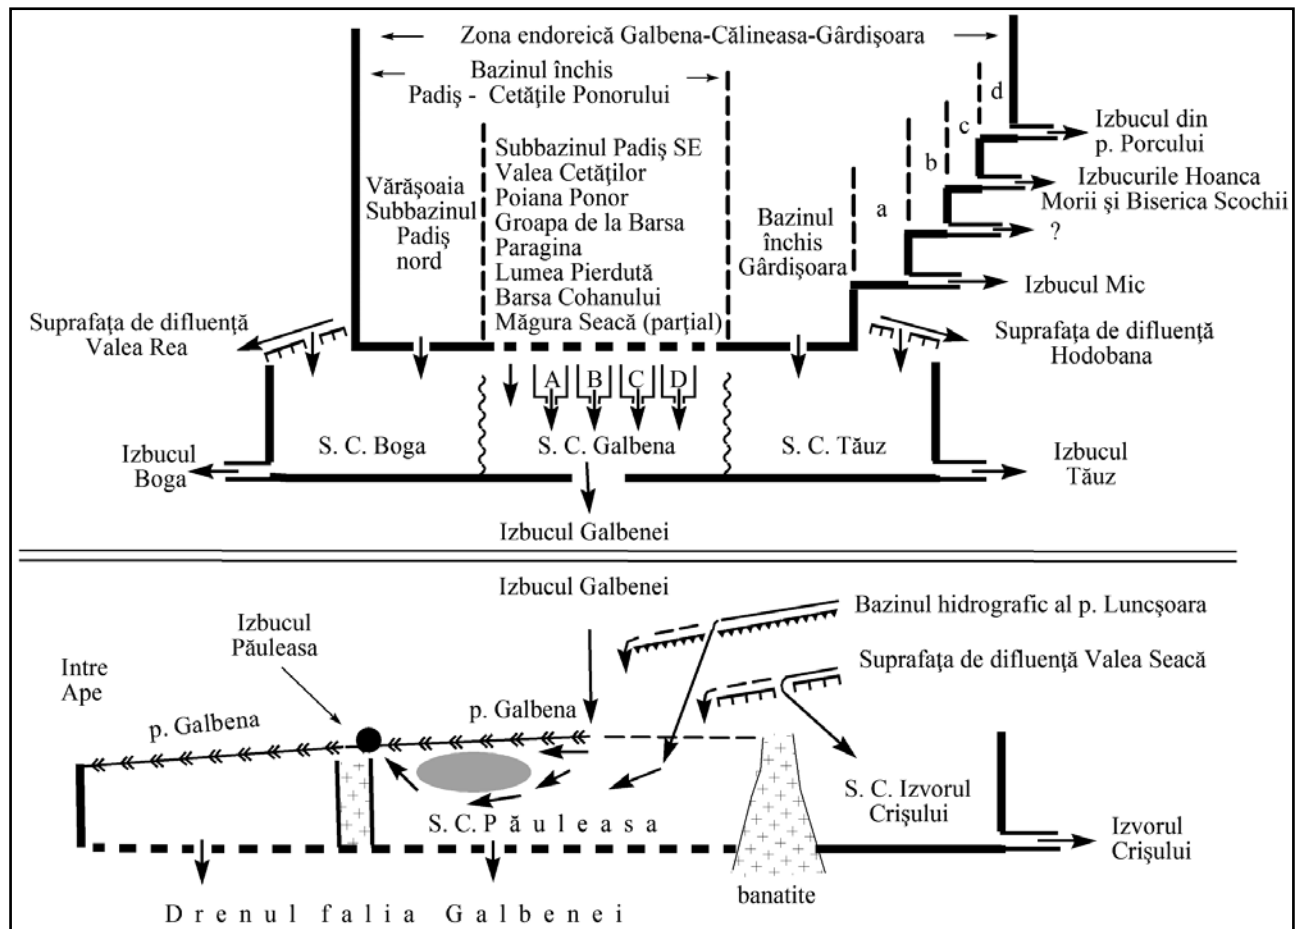 Zona endoreică Galbena-Călineasa-Gârdişoara
Bazinul închis
Padiş - Cetăţile Ponorului
d
c
b
a
Izbucul din
p. Porcului
Izbucurile Hoanca
Morii şi Biserica Scochii
?
Izbucul Mic
Vărăşoaia
Subbazinul
Padiş
nord
Subbazinul Padiş SE
Valea Cetăţilor
Poiana Ponor
Groapa de la Barsa
Paragina
Lumea Pierdută
Barsa Cohanului
Măgura Seacă (parţial)
Bazinul
închis
Gârdişoara
Suprafaţa de difluenţă
Valea Rea
Suprafaţa de difluenţă
Hodobana
A B C D
S. C. Boga
S. C. Galbena
S. C. Tăuz
Izbucul
Boga
Izbucul
Tăuz
Izbucul Galbenei
Izbucul Galbenei
Bazinul hidrografic al p. Luncşoara
Suprafaţa de difluenţă Valea Seacă
Izbucul
Păuleasa
Intre
Ape
p. Galbena
p. Galbena
S. C. Păuleasa
S. C. Izvorul
Crişului
Izvorul
Crişului
banatite
Drenul falia Galbenei